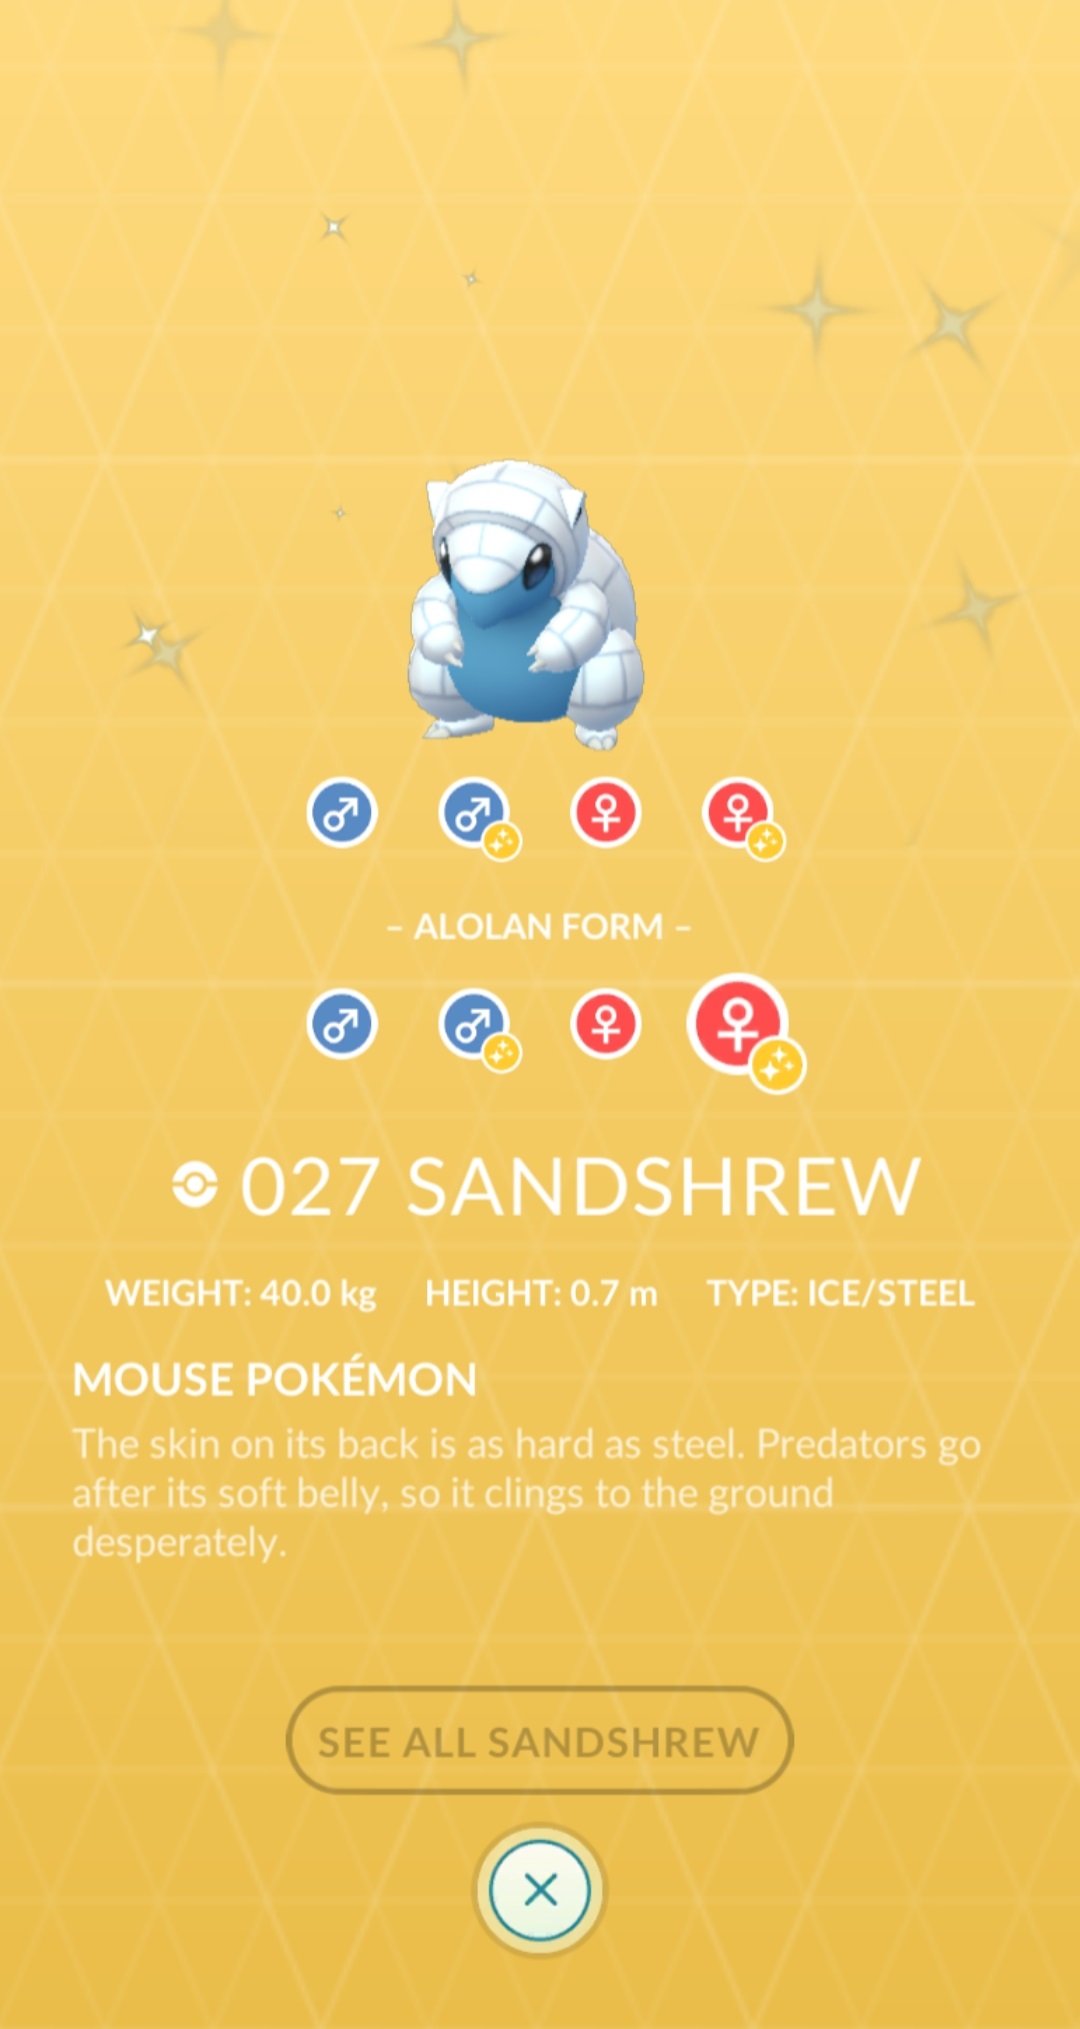 – ALOLAN FORM –
027 SANDSHREW
WEIGHT: 40.0 kg HEIGHT: 0.7 m TYPE: ICE/STEEL
MOUSE POKÉMON
The skin on its back is as hard as steel. Predators go
after its soft belly, so it clings to the ground
desperately.
SEE ALL SANDSHREW